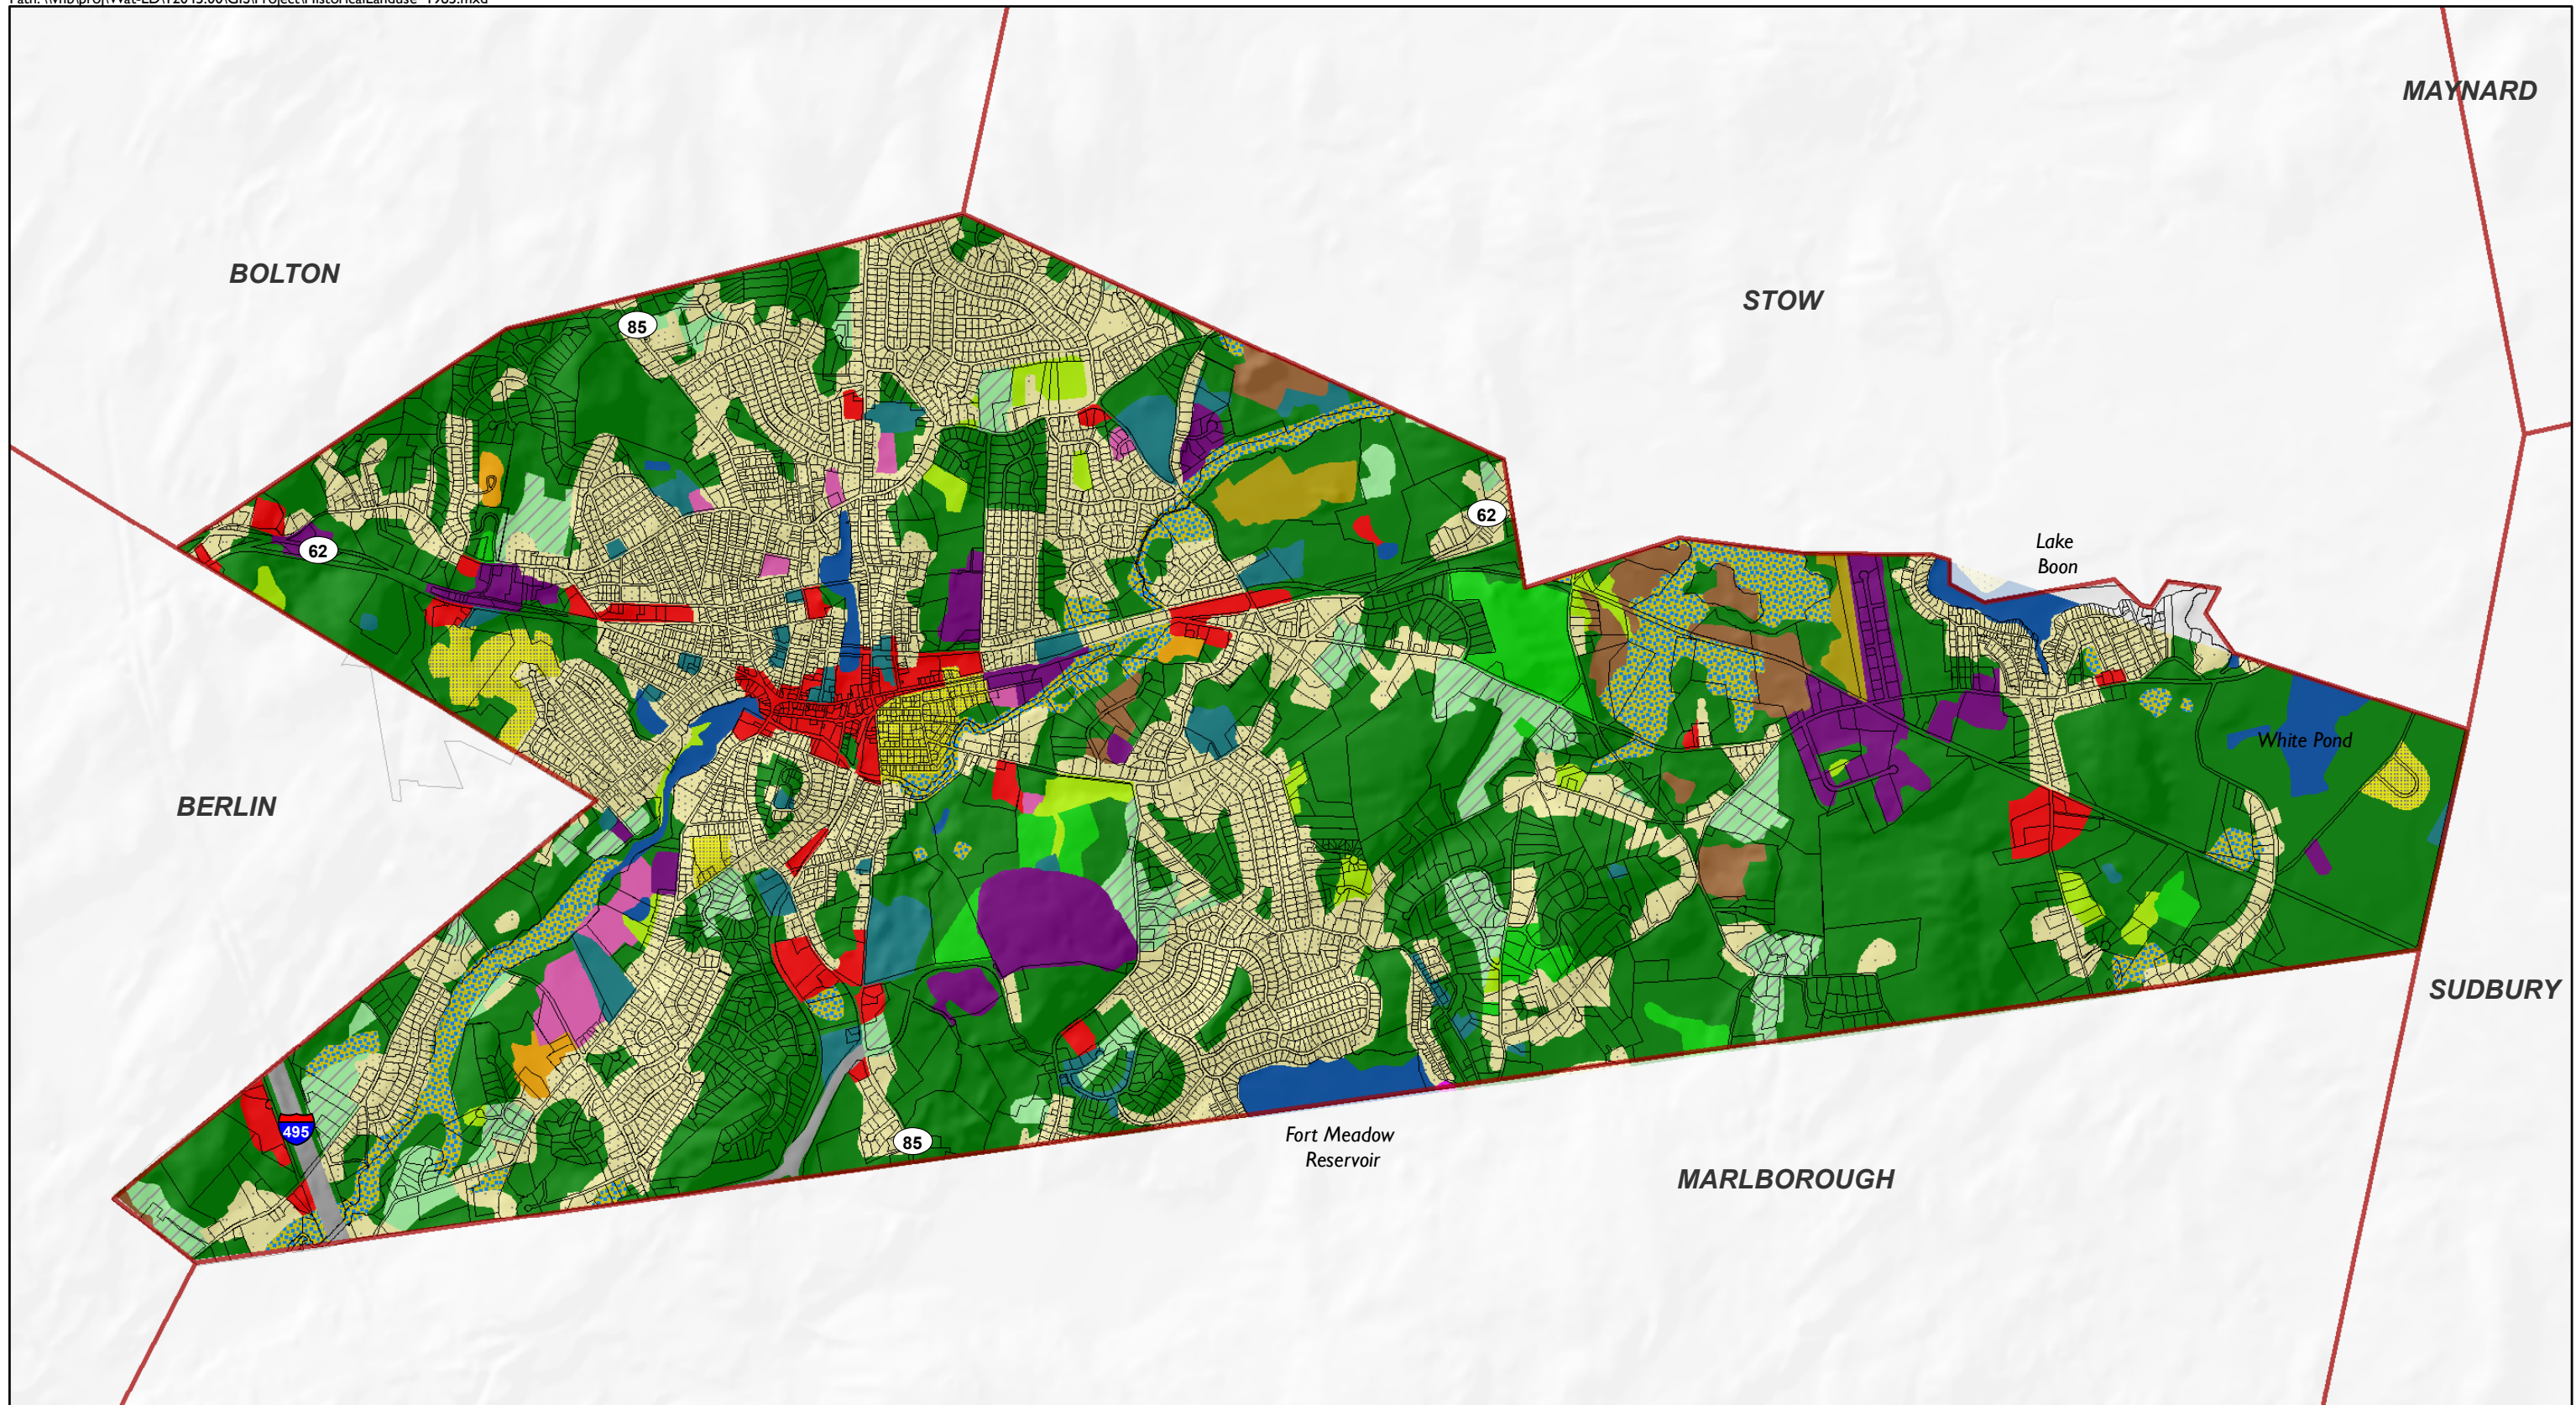 MAYNARD
BOLTON
STOW
85
62
62
Lake
Boon
White Pond
BERLIN
SUDBURY
495
85
Fort Meadow
Reservoir
MARLBOROUGH